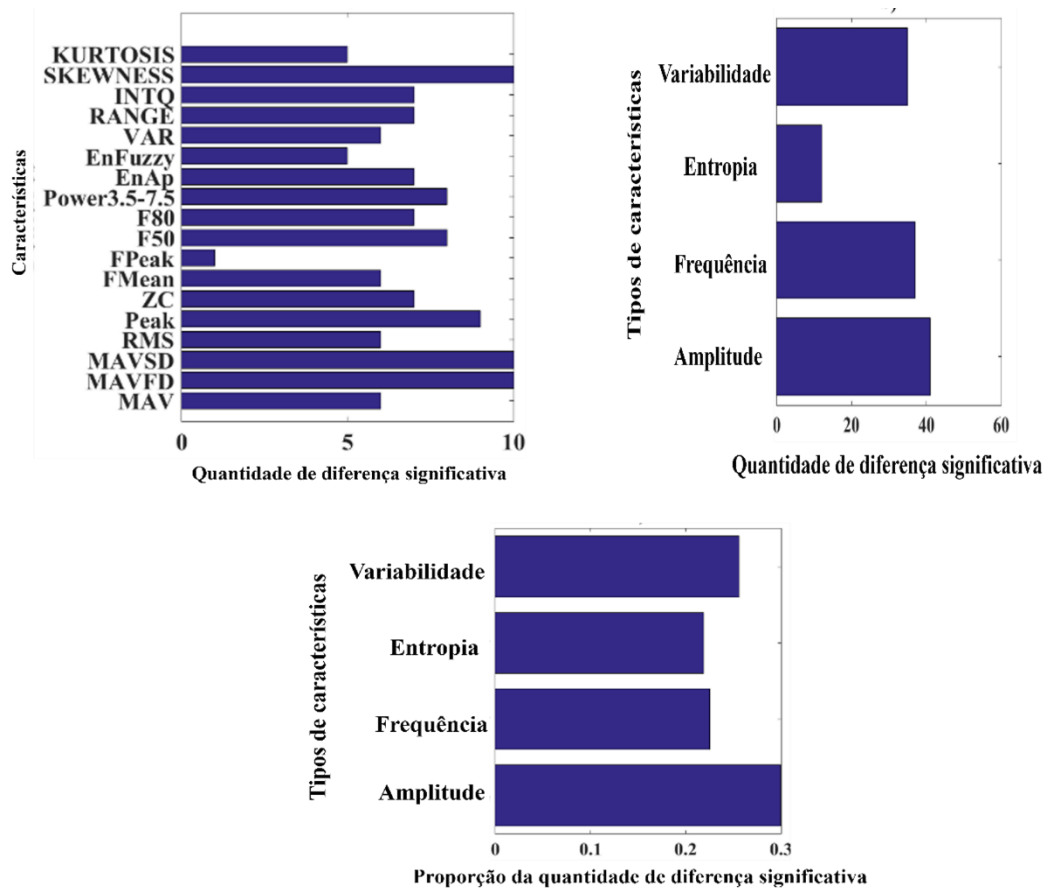 KURTOSIS
SKEWNESS
INTQ
RANGE
VAR
EnFuzzy
EnAp
Power3.5-7.5
F80
F50
FPeak
FMean
ZC
Peak
RMS
MAVSD
MAVFD
MAV
Características
0 5 10
Quantidade de diferença significativa
Variabilidade
Entropia
Frequência
Amplitude
Tipos de características
0 20 40 60
Quantidade de diferença significativa
Variabilidade
Entropia
Frequência
Amplitude
Tipos de características
0 0.1 0.2 0.3
Proporção da quantidade de diferença significativa